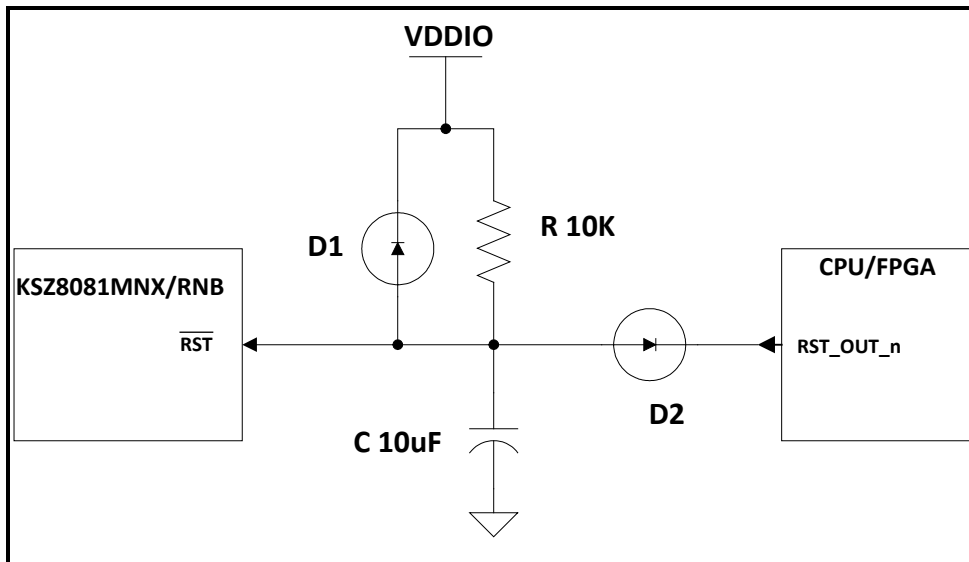 VDDIO
D1
R 10K
KSZ8081MNX/RNB
RST
CPU/FPGA
RST_OUT_n
D2
C 10uF